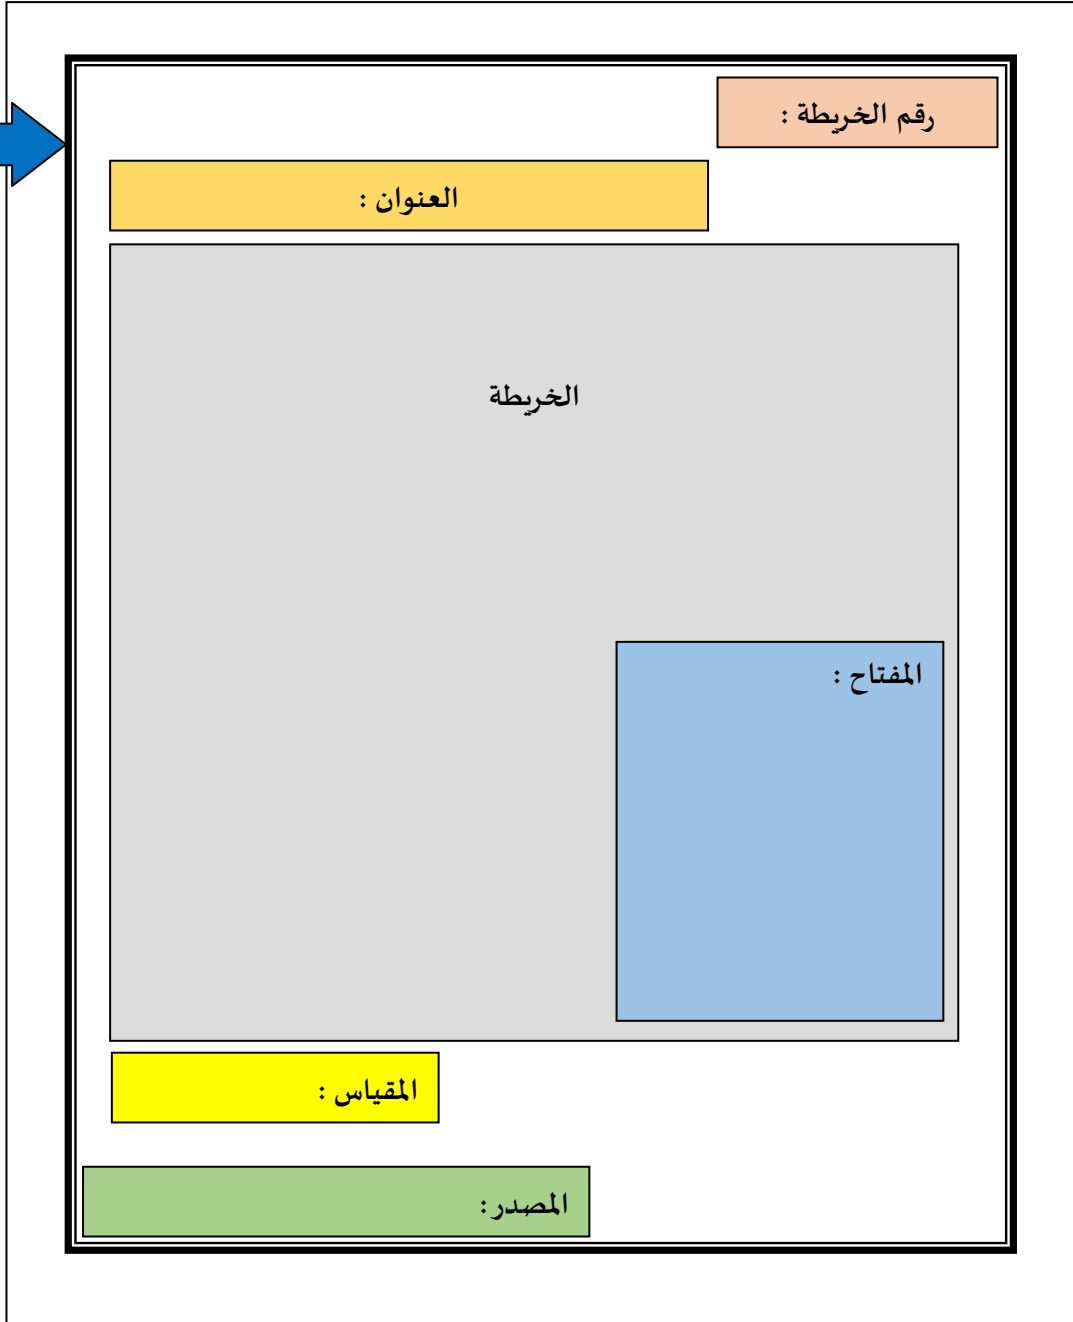 رقم الخريطة :
العنوان :
الخريطة
المفتاح :
المقياس :
المصدر: